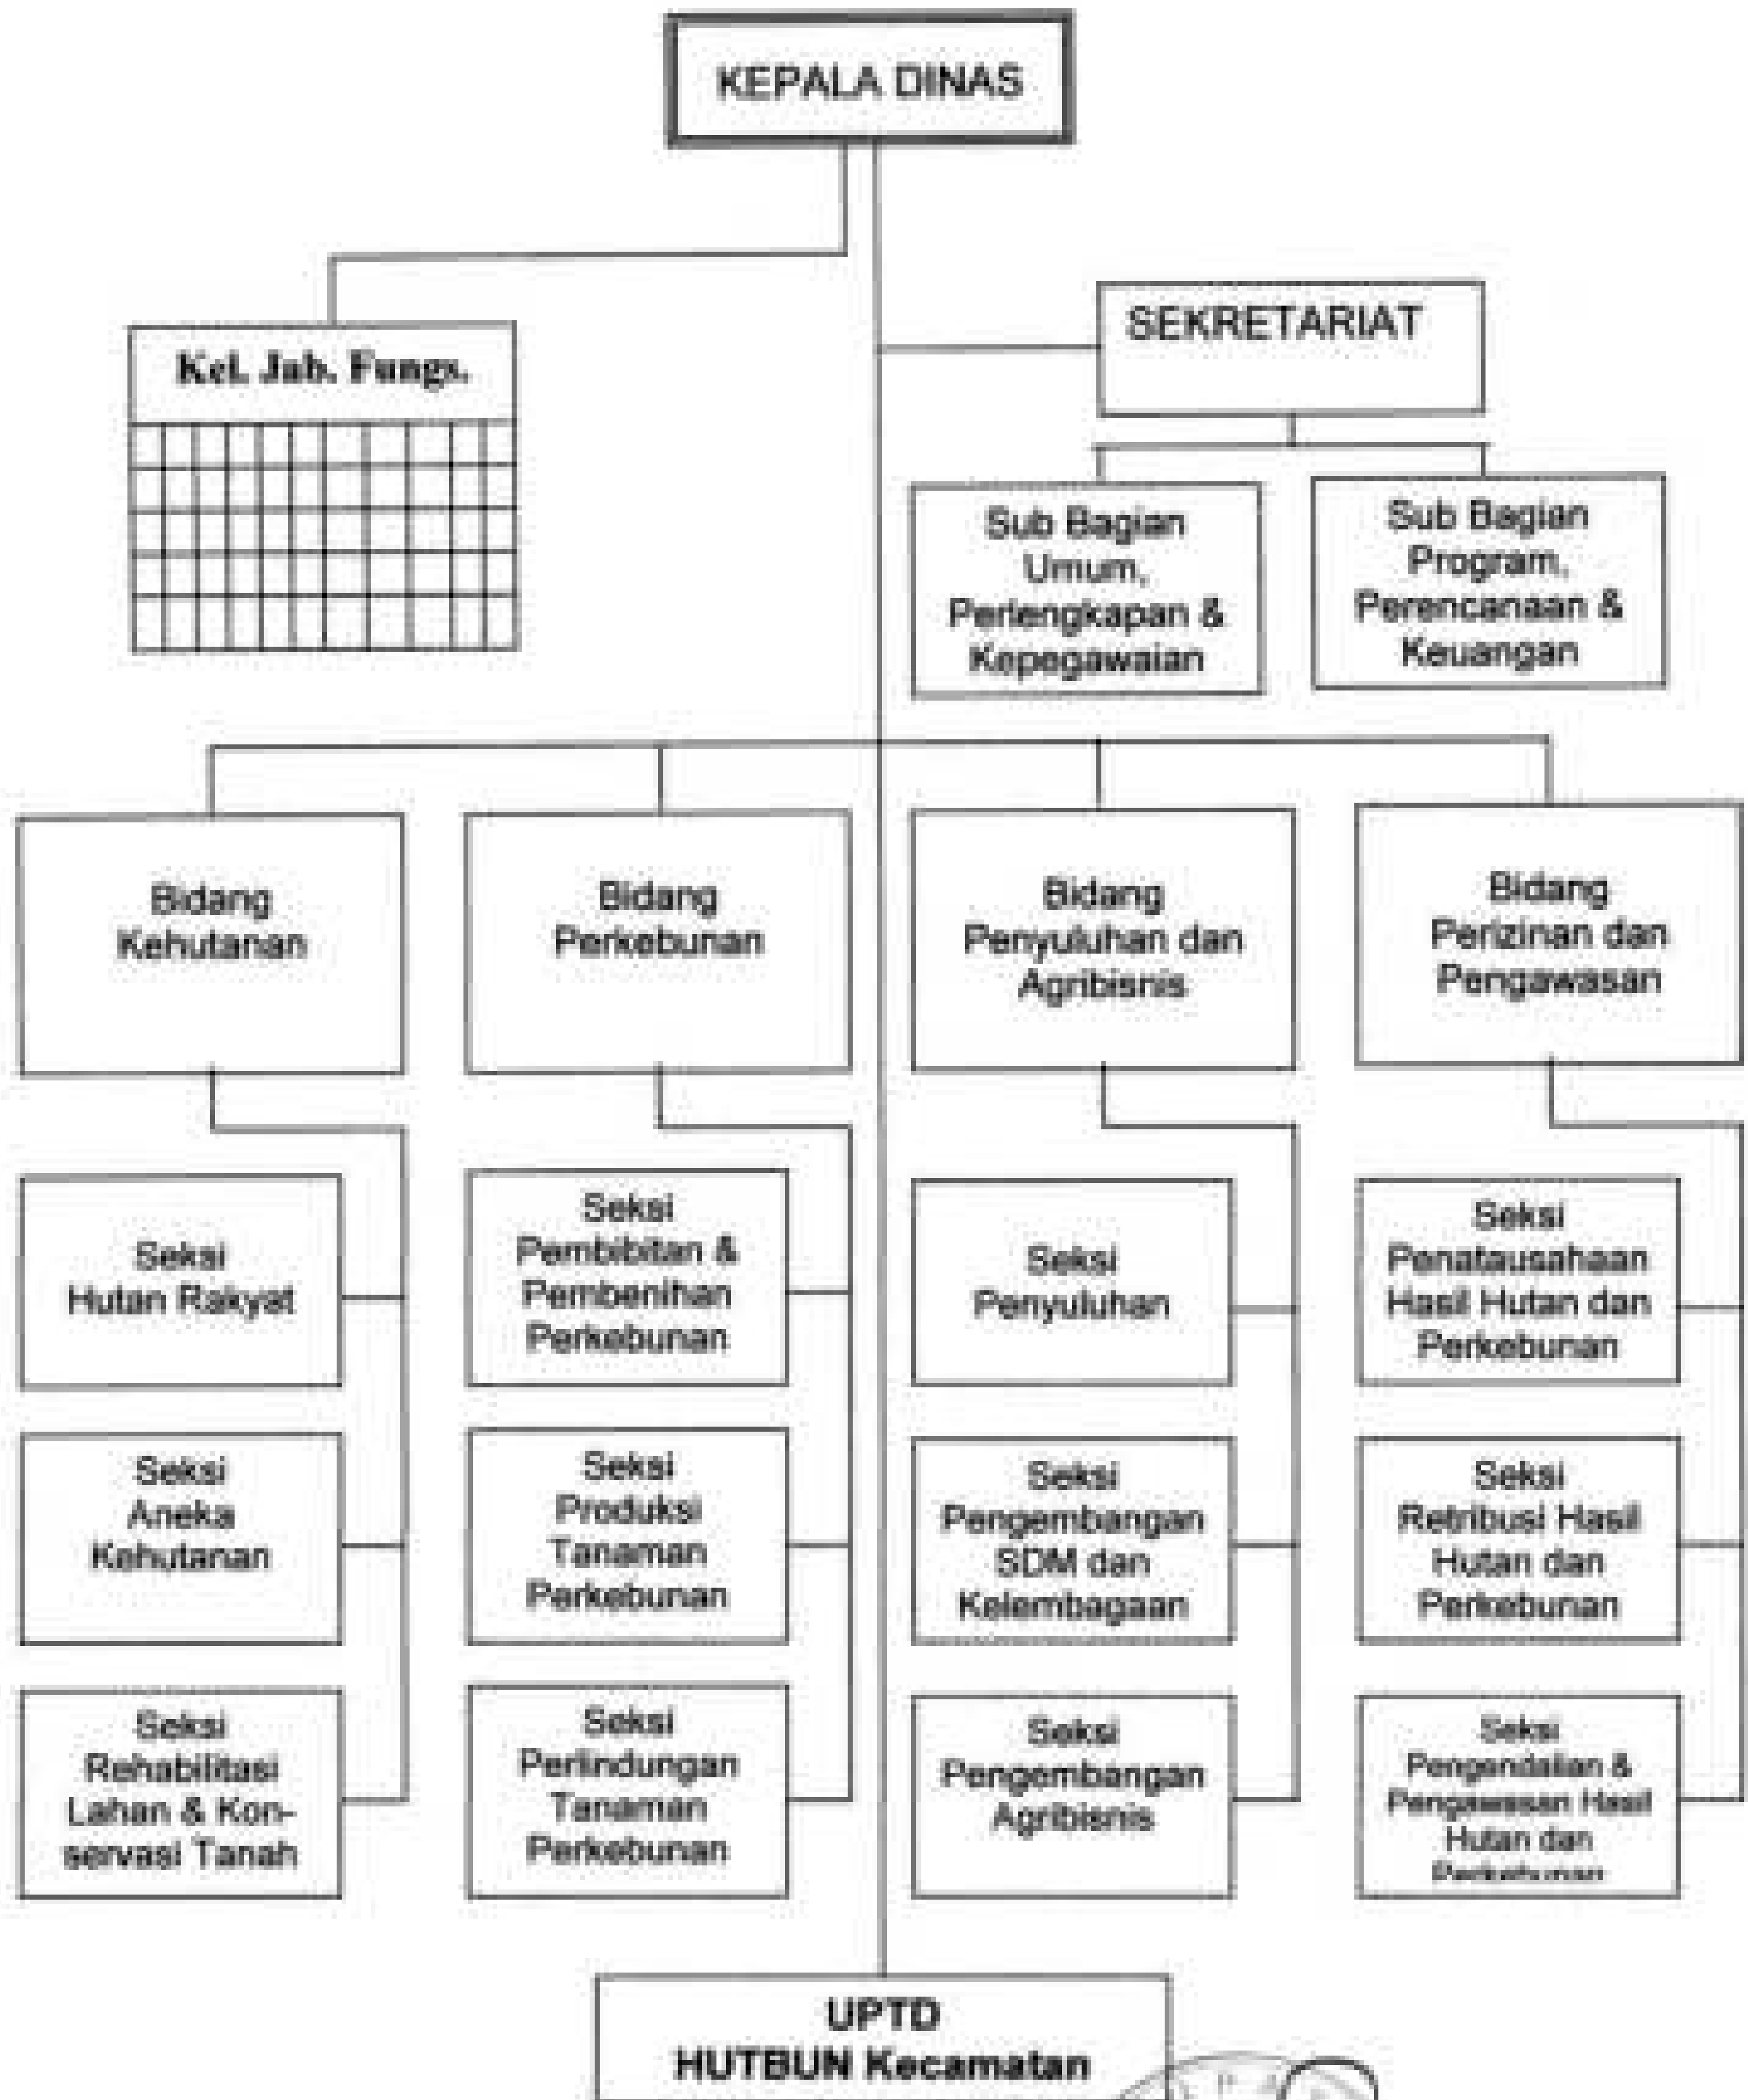 KEPALA DINAS
Kel. Jab. Fungs.
SEKRETARIAT
Sub Bagian
Umum,
Perlengkapan &
Kepegawaian
Sub Bagian
Program,
Perencanaan &
Keuangan
Bidang
Kehutanan
Bidang
Perkebunan
Bidang
Penyuluhan dan
Agribisnis
Bidang
Perizinan dan
Pengawasan
Seksi
Hutan Rakyat
Seksi
Pembibitan &
Pembenihan
Perkebunan
Seksi
Penyuluhan
Seksi
Penatausahaan
Hasil Hutan dan
Perkebunan
Seksi
Aneka
Kehutanan
Seksi
Produksi
Tanaman
Perkebunan
Seksi
Pengembangan
SDM dan
Kelembagaan
Seksi
Retribusi Hasil
Hutan dan
Perkebunan
Seksi
Rehabilitasi
Lahan & Kon-
servasi Tanah
Seksi
Perlindungan
Tanaman
Perkebunan
Seksi
Pengembangan
Agribisnis
Seksi
Pengendalian &
Pengawasan Hasil
Hutan dan
Perkebunan
UPTD
HUTBUN Kecamatan